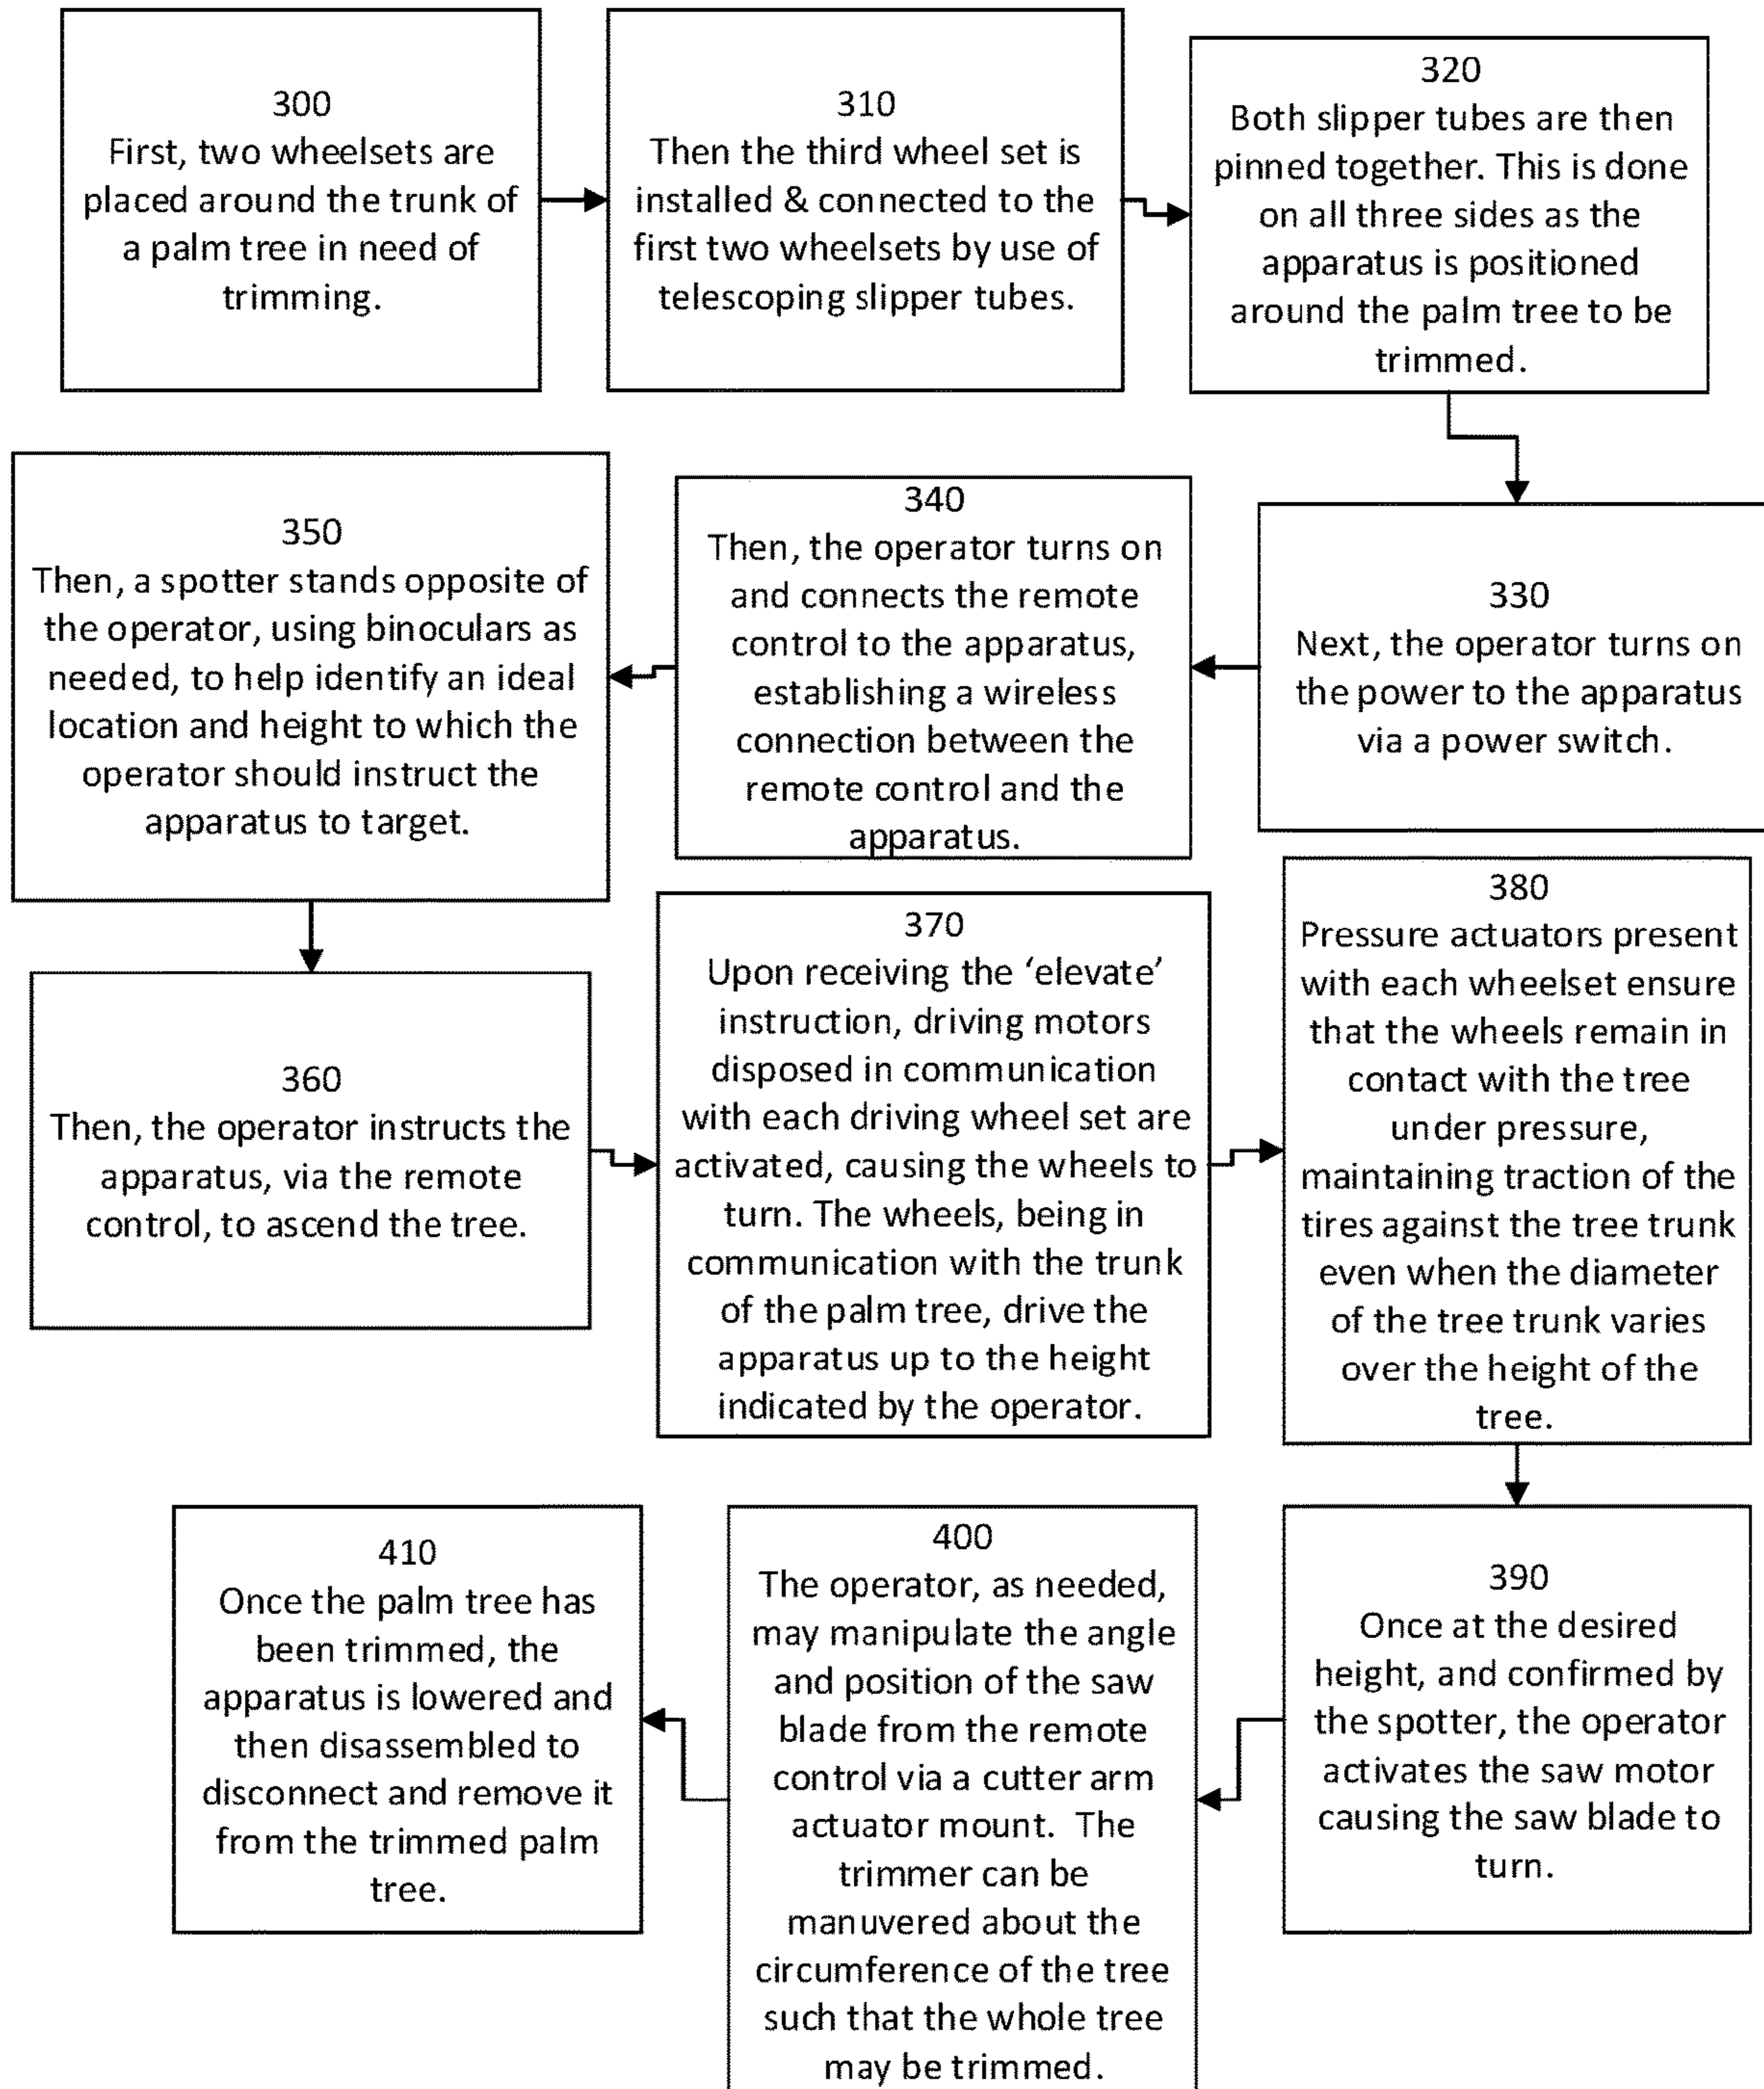 300
First, two wheelsets are
placed around the trunk of
a palm tree in need of
trimming.
310
Then the third wheel set is
installed & connected to the
first two wheelsets by use of
telescoping slipper tubes.
320
Both slipper tubes are then
pinned together. This is done
on all three sides as the
apparatus is positioned
around the palm tree to be
trimmed.
330
Next, the operator turns on
the power to the apparatus
via a power switch.
340
Then, the operator turns on
and connects the remote
control to the apparatus,
establishing a wireless
connection between the
remote control and the
apparatus.
350
Then, a spotter stands opposite of
the operator, using binoculars as
needed, to help identify an ideal
location and height to which the
operator should instruct the
apparatus to target.
360
Then, the operator instructs the
apparatus, via the remote
control, to ascend the tree.
370
Upon receiving the ‘elevate’
instruction, driving motors
disposed in communication
with each driving wheel set are
activated, causing the wheels to
turn. The wheels, being in
communication with the trunk
of the palm tree, drive the
apparatus up to the height
indicated by the operator.
380
Pressure actuators present
with each wheelset ensure
that the wheels remain in
contact with the tree
under pressure,
maintaining traction of the
tires against the tree trunk
even when the diameter
of the tree trunk varies
over the height of the
tree.
390
Once at the desired
height, and confirmed by
the spotter, the operator
activates the saw motor
causing the saw blade to
turn.
400
The operator, as needed,
may manipulate the angle
and position of the saw
blade from the remote
control via a cutter arm
actuator mount. The
trimmer can be
manuvered about the
circumference of the tree
such that the whole tree
may be trimmed.
410
Once the palm tree has
been trimmed, the
apparatus is lowered and
then disassembled to
disconnect and remove it
from the trimmed palm
tree.